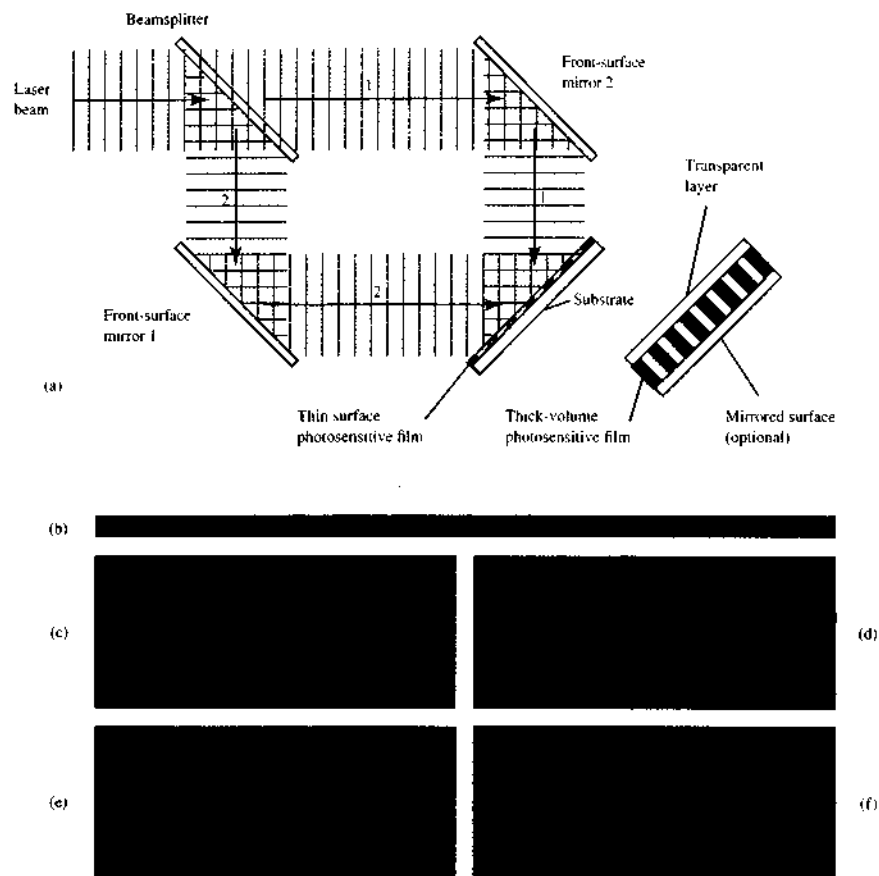 Beamsplitter
Laser
beam
1
Front-surface
mirror 2
Transparent
layer
2
1
2
Front-surface
mirror 1
Substrate
(a)
Thin surface
photosensitive film
Thick-volume
photosensitive film
Mirrored surface
(optional)
(b)
(c)
(d)
(e)
(f)